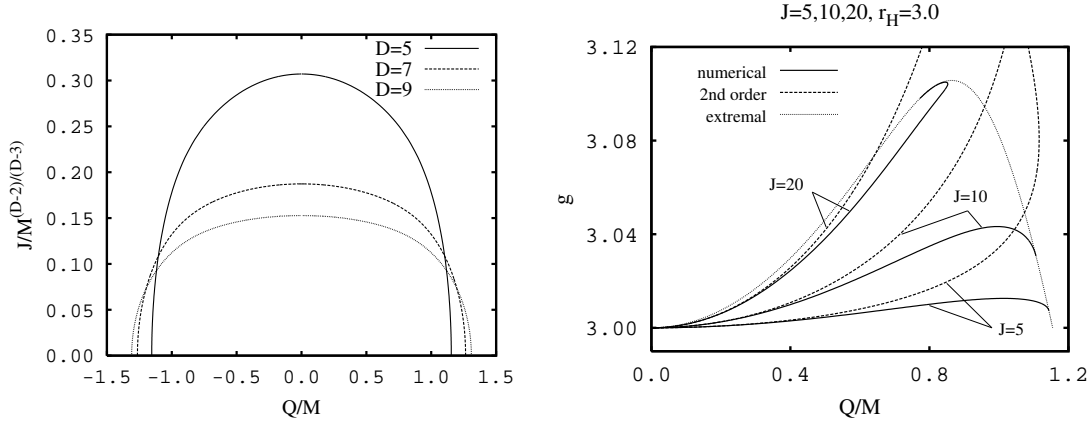 J/M^(D-2)/(D-3)
0.35
0.30
0.25
0.20
0.15
0.10
0.05
0.00
D=5
D=7
D=9
-1.5 -1.0 -0.5 0.0 0.5 1.0 1.5
Q/M
J=5,10,20, r_H=3.0
g
3.12
3.08
3.04
3.00
numerical
2nd order
extremal
J=20
J=10
J=5
0.0 0.4 0.8 1.2
Q/M